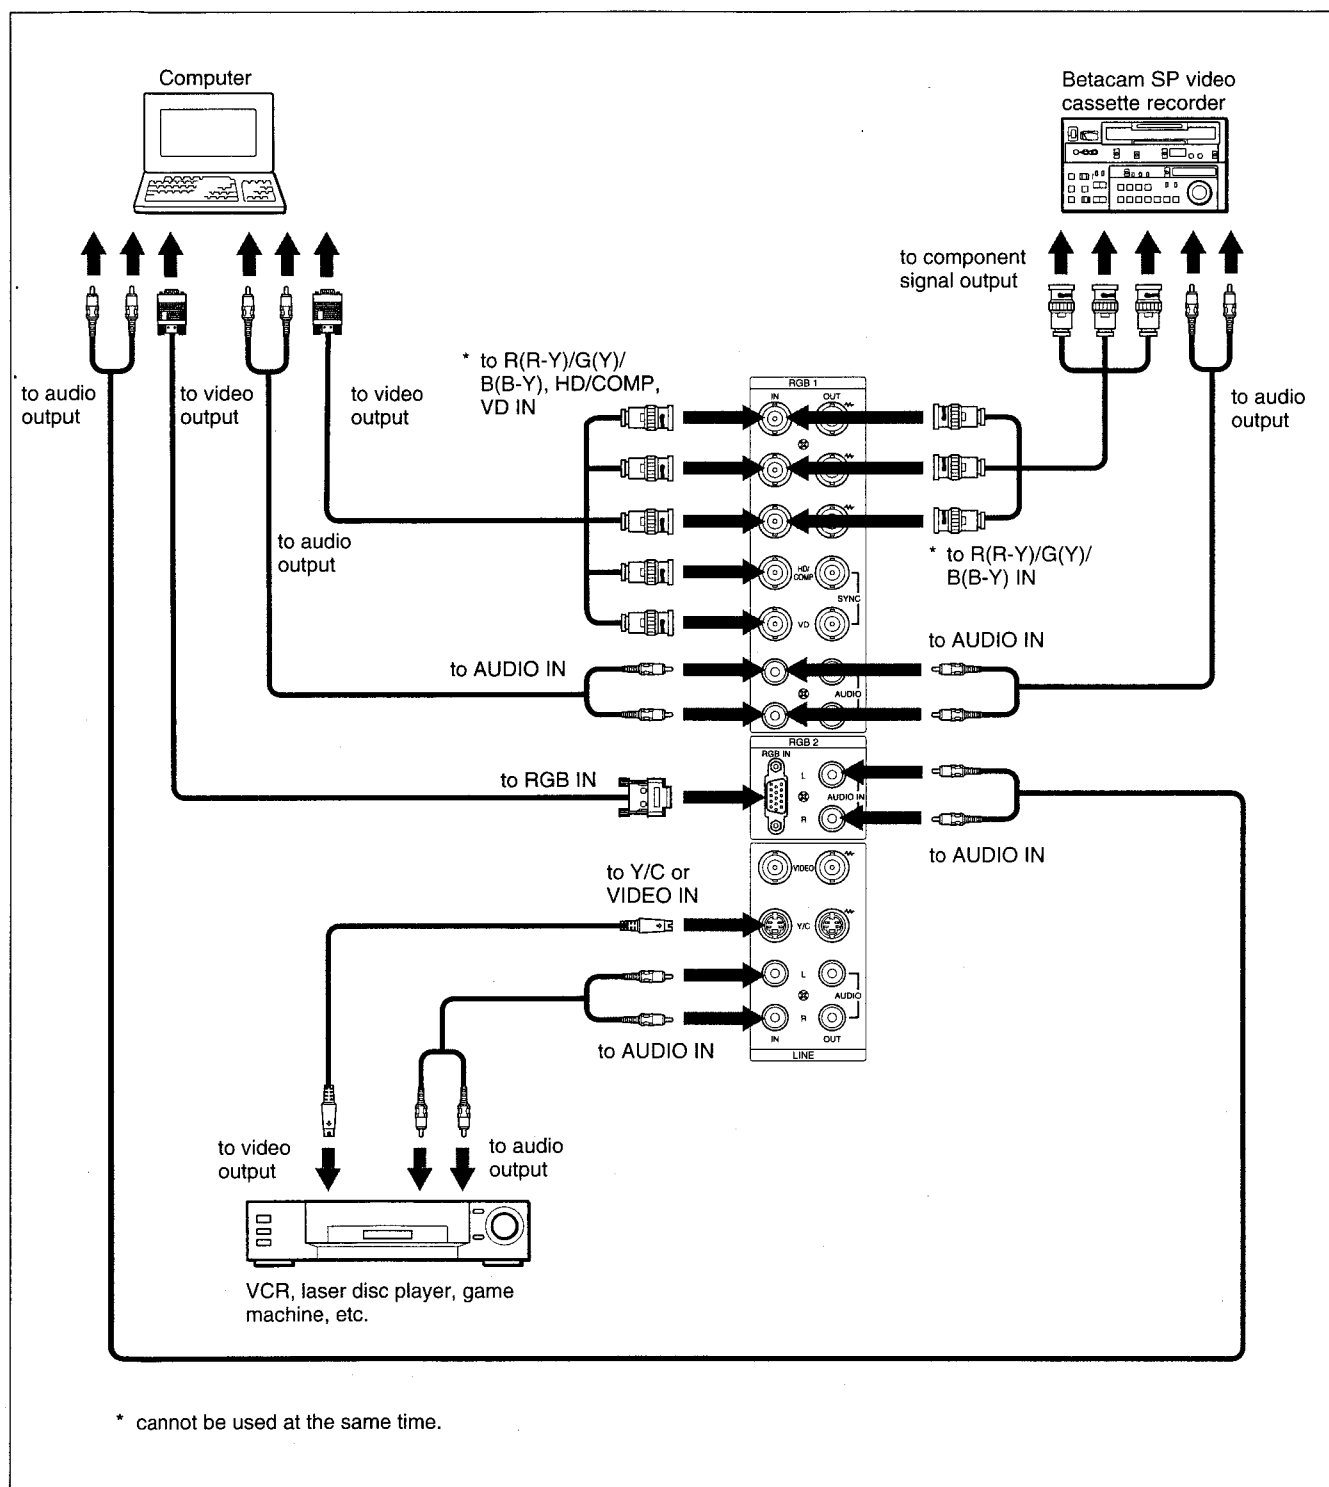 Computer
Betacam SP video
cassette recorder
to component
signal output
to audio
output
to video
output
to video
output
* to R(R-Y)/G(Y)/
B(B-Y), HD/COMP,
VD IN
to audio
output
RGB 1
IN
OUT
to audio
output
* to R(R-Y)/G(Y)/
B(B-Y) IN
HD/
COMP
SYNC
VD
to AUDIO IN
to AUDIO IN
AUDIO
RGB 2
RGB IN
to RGB IN
L
AUDIO IN
R
to AUDIO IN
to Y/C or
VIDEO IN
VIDEO
Y/C
L
AUDIO
R
IN
OUT
to AUDIO IN
LINE
to video
output
to audio
output
VCR, laser disc player, game
machine, etc.
* cannot be used at the same time.